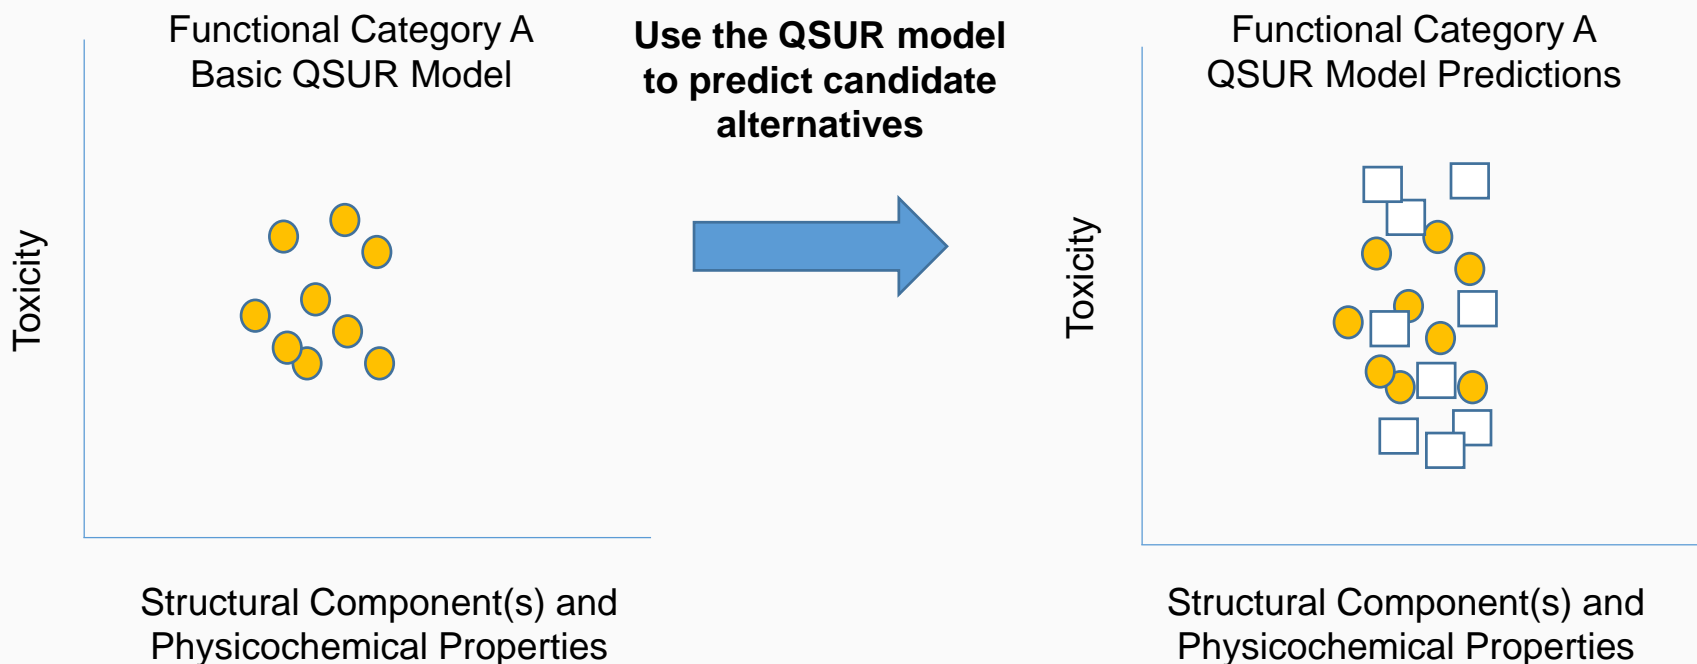 Functional Category A
Basic QSUR Model
Toxicity
Structural Component(s) and
Physicochemical Properties
Use the QSUR model
to predict candidate
alternatives
Functional Category A
QSUR Model Predictions
Toxicity
Structural Component(s) and
Physicochemical Properties